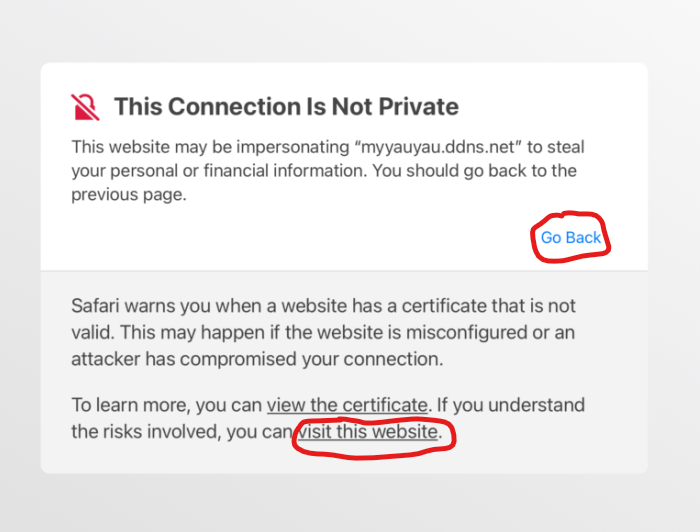 This Connection Is Not Private
This website may be impersonating “myyauyau.ddns.net” to steal
your personal or financial information. You should go back to the
previous page.
Go Back
Safari warns you when a website has a certificate that is not
valid. This may happen if the website is misconfigured or an
attacker has compromised your connection.
To learn more, you can view the certificate. If you understand
the risks involved, you can visit this website.